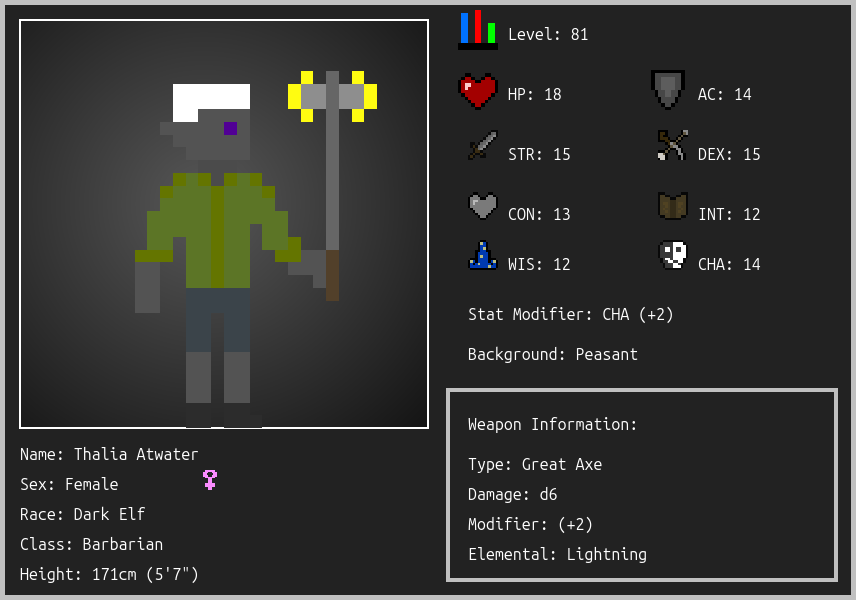 Level: 81
HP: 18
AC: 14
STR: 15
DEX: 15
CON: 13
INT: 12
WIS: 12
CHA: 14
Stat Modifier: CHA (+2)
Background: Peasant
Weapon Information:
Type: Great Axe
Damage: d6
Modifier: (+2)
Elemental: Lightning
Name: Thalia Atwater
Sex: Female
Race: Dark Elf
Class: Barbarian
Height: 171cm (5'7")